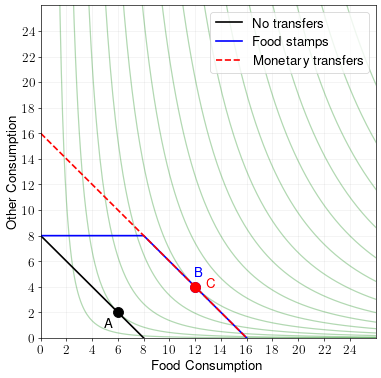 No transfers
Food stamps
Monetary transfers
24
22
20
18
16
14
12
10
8
6
4
2
0
Other Consumption
B
C
A
0 2 4 6 8 10 12 14 16 18 20 22 24
Food Consumption